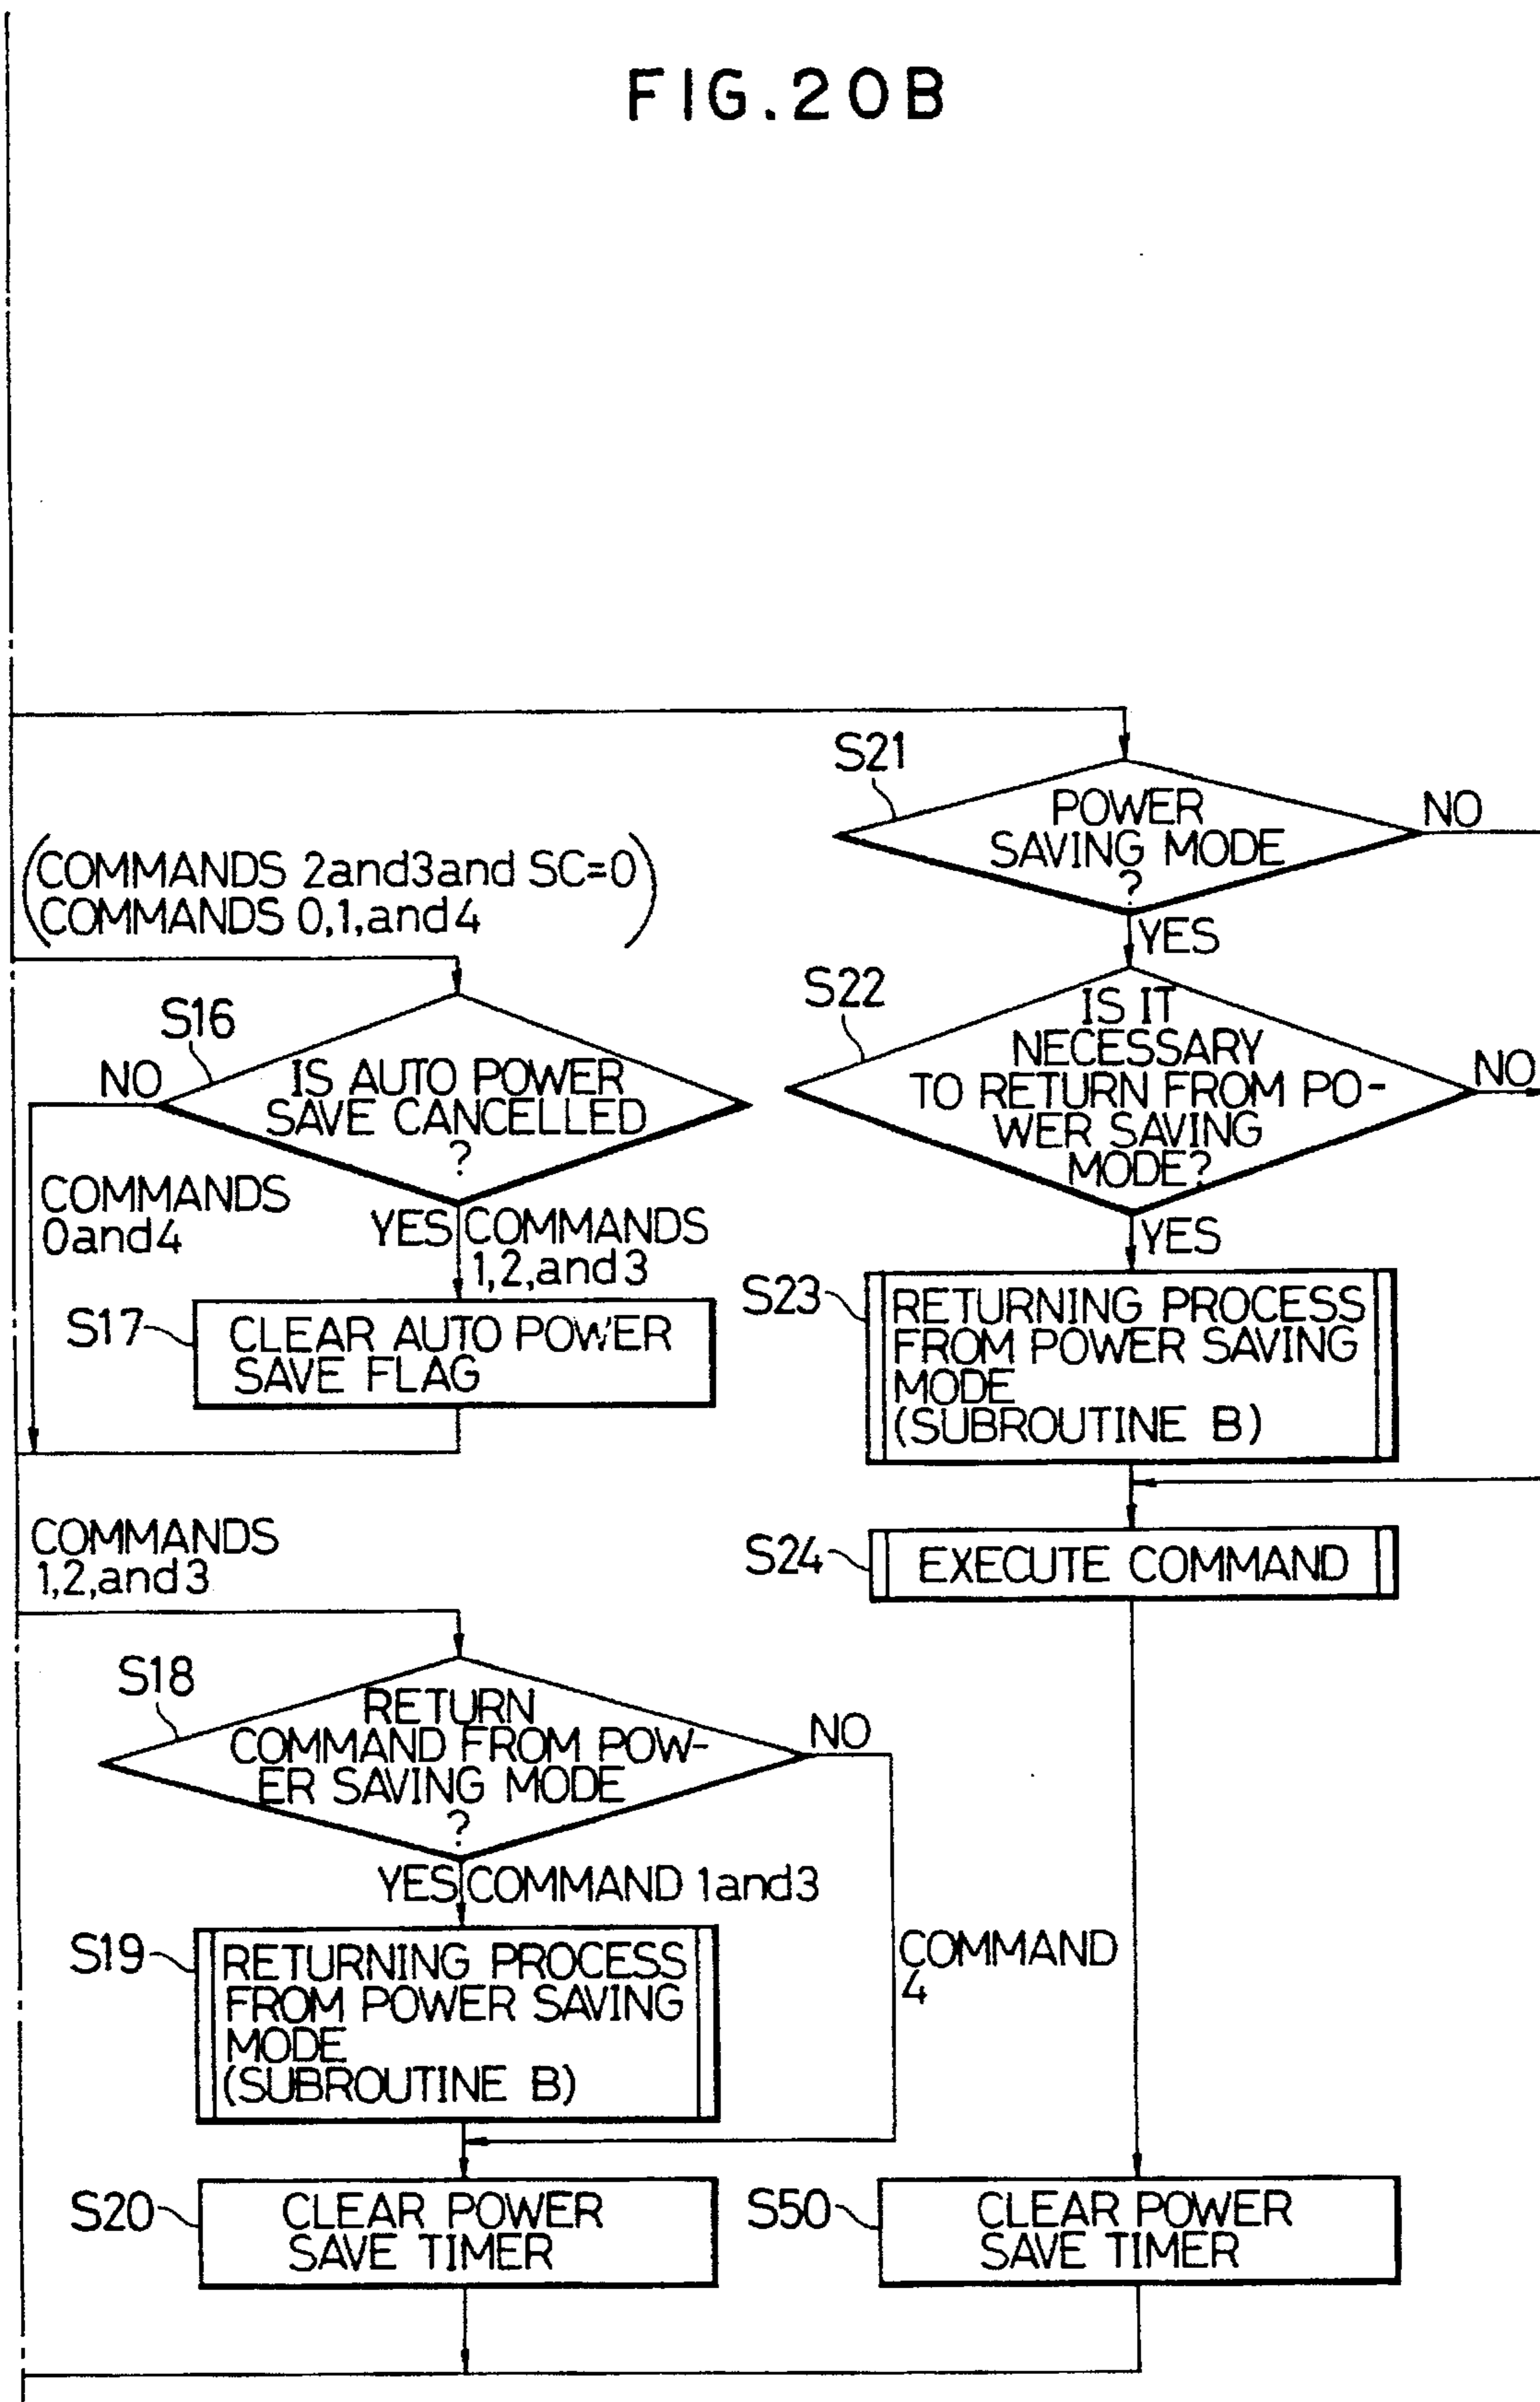 FIG.20B
S21
POWER
SAVING MODE
?
NO
YES
(COMMANDS 2and3and SC=0)
(COMMANDS 0,1,and4)
S16
NO
IS AUTO POWER
SAVE CANCELLED
?
COMMANDS
0and4
YES
COMMANDS
1,2,and3
S17
CLEAR AUTO POWER
SAVE FLAG
S22
IS IT
NECESSARY
TO RETURN FROM PO-
WER SAVING
MODE?
NO
YES
S23
RETURNING PROCESS
FROM POWER SAVING
MODE
(SUBROUTINE B)
S24
EXECUTE COMMAND
COMMANDS
1,2,and3
S18
RETURN
COMMAND FROM POW-
ER SAVING MODE
?
NO
YES
COMMAND 1and3
COMMAND
4
S19
RETURNING PROCESS
FROM POWER SAVING
MODE
(SUBROUTINE B)
S20
CLEAR POWER
SAVE TIMER
S50
CLEAR POWER
SAVE TIMER